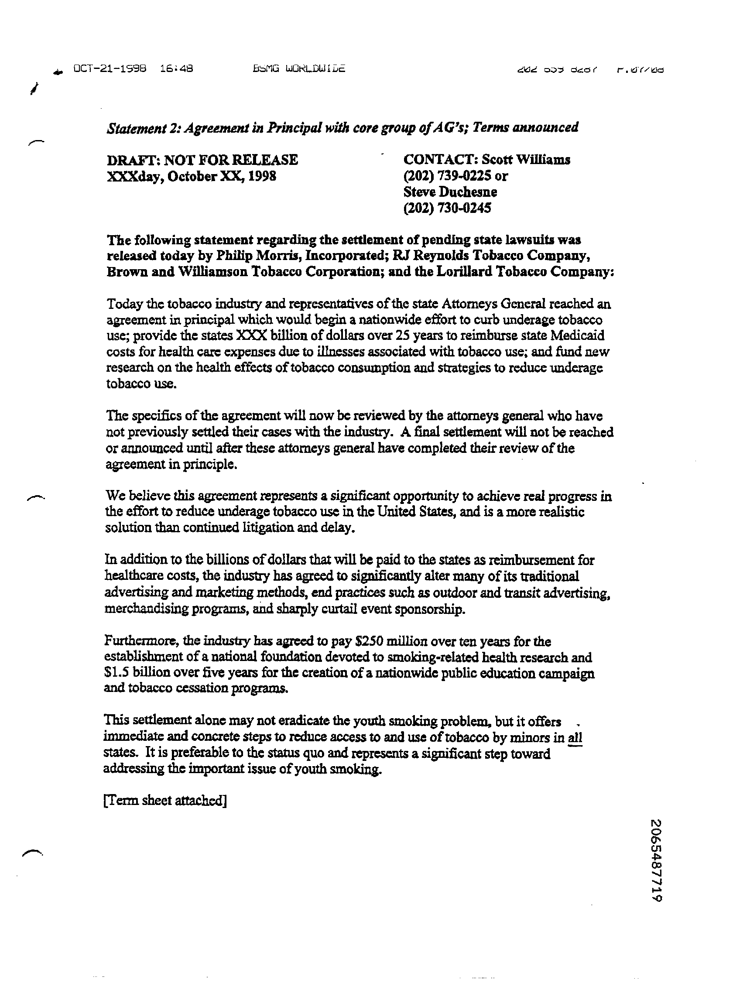 OCT-21-1998 16:48 BSMG WORLDWIDE
Statement 2: Agreement in Principal with core group of AG's; Terms announced
DRAFT: NOT FOR RELEASE CONTACT: Scott Williams
XXXday, October XX, 1998 (202) 739-0225 or
Steve Duchesne
(202) 730-0245
The following statement regarding the settlement of pending state lawsuits was
released today by Philip Morris, Incorporated; RJ Reynolds Tobacco Company,
Brown and Williamson Tobacco Corporation; and the Lorillard Tobacco Company:
Today the tobacco industry and representatives of the state Attorneys General reached an
agreement in principal which would begin a nationwide effort to curb underage tobacco
use; provide the states XXX billion of dollars over 25 years to reimburse state Medicaid
costs for health care expenses due to illnesses associated with tobacco use; and fund new
research on the health effects of tobacco consumption and strategies to reduce underage
tobacco use.
The specifics of the agreement will now be reviewed by the attorneys general who have
not previously settled their cases with the industry. A final settlement will not be reached
or announced until after these attorneys general have completed their review of the
agreement in principle.
We believe this agreement represents a significant opportunity to achieve real progress in
the effort to reduce underage tobacco use in the United States, and is a more realistic
solution than continued litigation and delay.
In addition to the billions of dollars that will be paid to the states as reimbursement for
healthcare costs, the industry has agreed to significantly alter many of its traditional
advertising and marketing methods, end practices such as outdoor and transit advertising,
merchandising programs, and sharply curtail event sponsorship.
Furthermore, the industry has agreed to pay $250 million over ten years for the
establishment of a national foundation devoted to smoking-related health research and
$1.5 billion over five years for the creation of a nationwide public education campaign
and tobacco cessation programs.
This settlement alone may not eradicate the youth smoking problem, but it offers
immediate and concrete steps to reduce access to and use of tobacco by minors in all
states. It is preferable to the status quo and represents a significant step toward
addressing the important issue of youth smoking.
[Term sheet attached]
2065487719